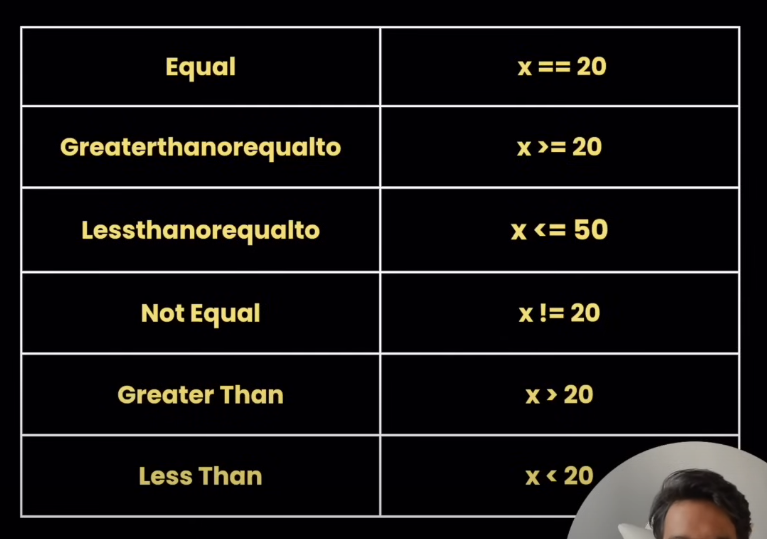 Equal x == 20
Greaterthanorequalto x >= 20
Lessthanorequalto x <= 50
Not Equal x != 20
Greater Than x > 20
Less Than x < 20